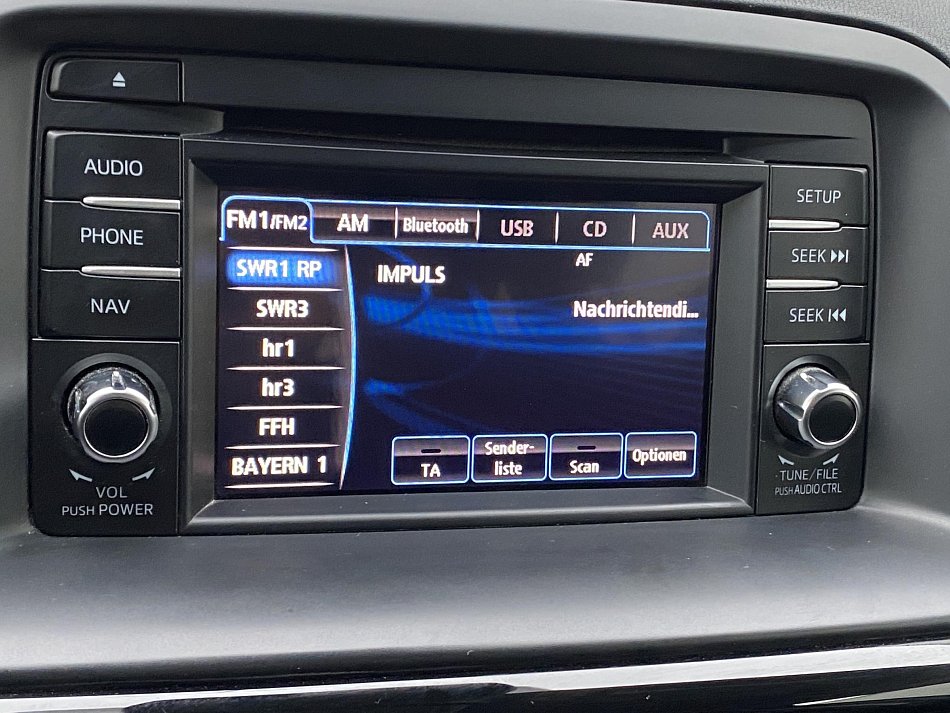 AUDIO
PHONE
NAV
VOL
PUSH POWER
FM1/FM2 AM Bluetooth USB CD AUX
AF
SWR1 RP
SWR3
hr1
hr3
FFH
BAYERN 1
IMPULS
Nachrichtendi...
TA
Sender-
liste
Scan
Optionen
SETUP
SEEK
SEEK
TUNE/FILE
PUSH AUDIO CTRL